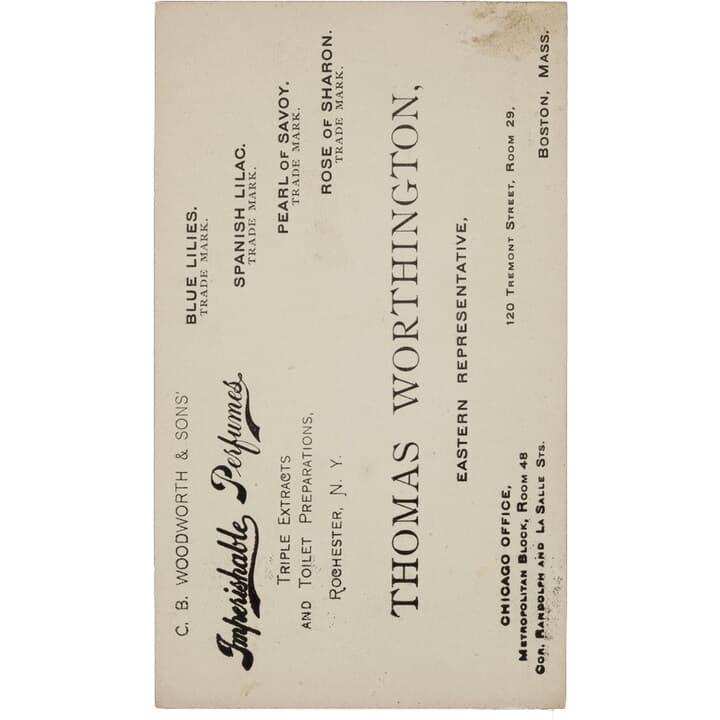 C. B. WOODWORTH & SONS'
Imperishable Perfumes
TRIPLE EXTRACTS
AND TOILET PREPARATIONS,
ROCHESTER, N. Y.
BLUE LILIES.
TRADE MARK.
SPANISH LILAC.
TRADE MARK.
PEARL OF SAVOY.
TRADE MARK.
ROSE OF SHARON.
TRADE MARK.
THOMAS WORTHINGTON,
EASTERN REPRESENTATIVE,
CHICAGO OFFICE,
METROPOLITAN BLOCK, ROOM 48
COR. RANDOLPH AND LA SALLE STS.
120 TREMONT STREET, ROOM 29,
BOSTON, MASS.